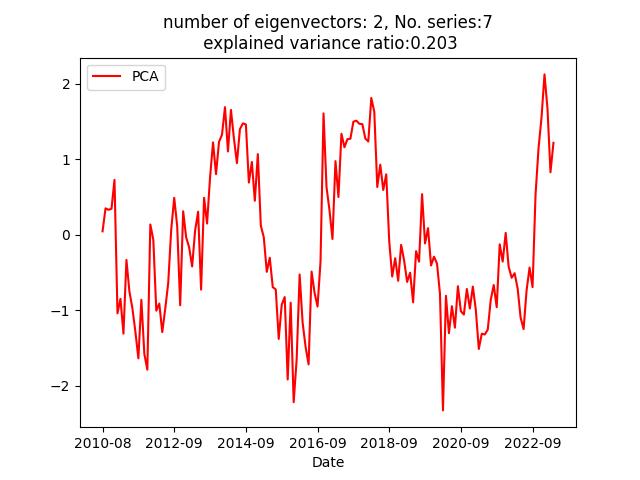 number of eigenvectors: 2, No. series:7
explained variance ratio:0.203
PCA
2
1
0
−1
−2
2010-08 2012-09 2014-09 2016-09 2018-09 2020-09 2022-09
Date